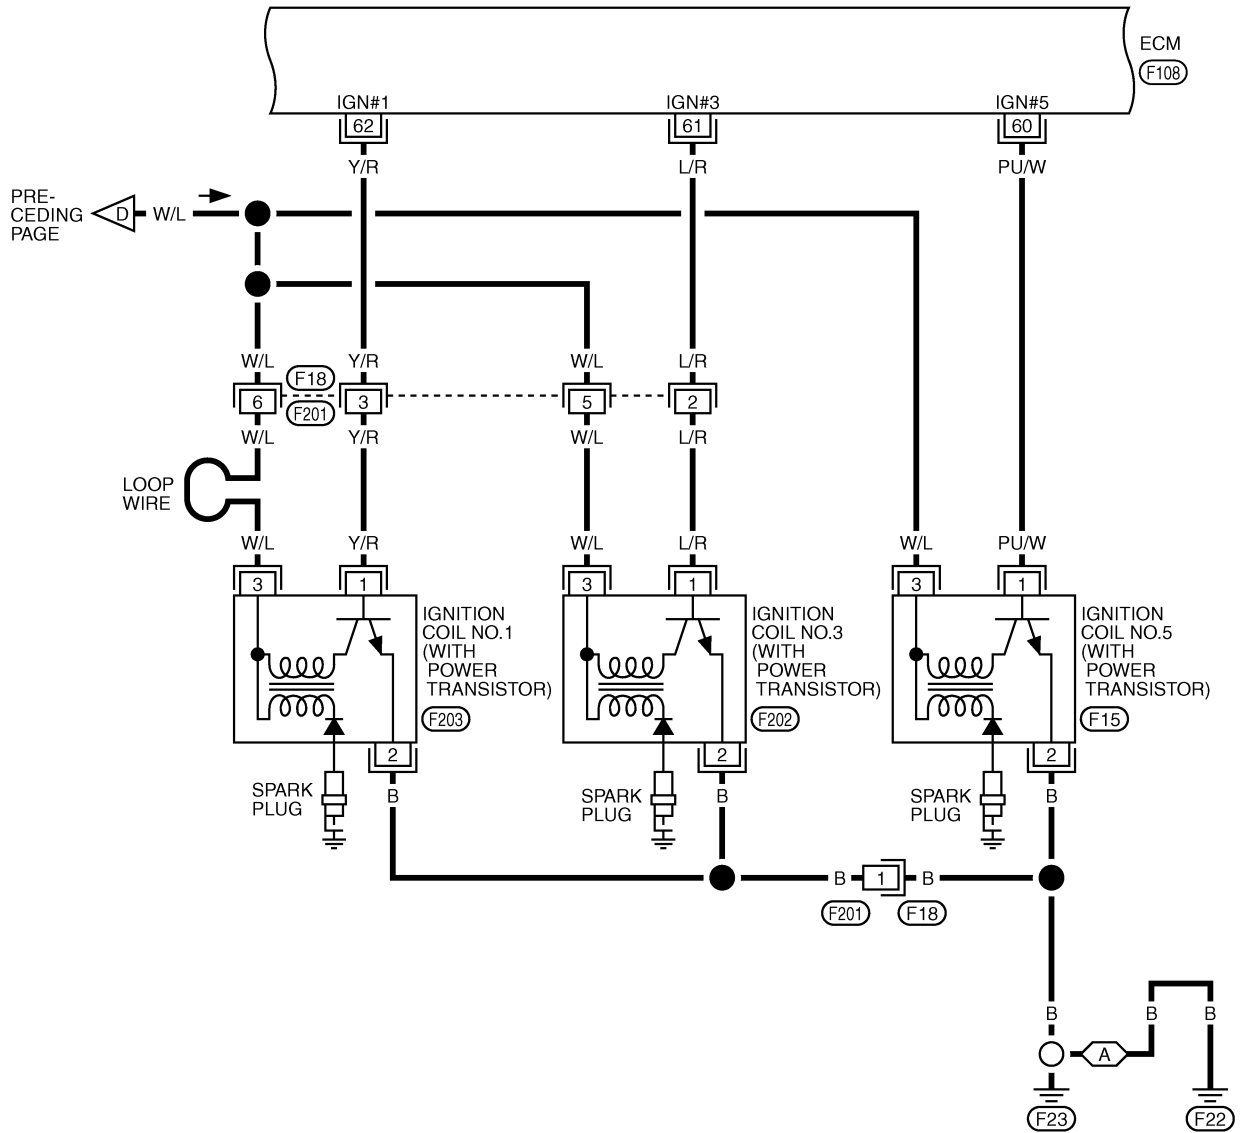 ECM
F108
IGN#1
IGN#3
IGN#5
62
61
60
Y/R
L/R
PU/W
PRE-
CEDING
PAGE
D
W/L
W/L
Y/R
W/L
L/R
F18
6
3
5
2
F201
W/L
Y/R
W/L
L/R
LOOP
WIRE
W/L
Y/R
W/L
L/R
W/L
PU/W
3
1
3
1
3
1
IGNITION
COIL NO.1
(WITH
POWER
TRANSISTOR)
F203
IGNITION
COIL NO.3
(WITH
POWER
TRANSISTOR)
F202
IGNITION
COIL NO.5
(WITH
POWER
TRANSISTOR)
F15
2
2
2
SPARK
PLUG
B
SPARK
PLUG
B
SPARK
PLUG
B
B
1
B
F201
F18
B
B
B
A
F23
F22